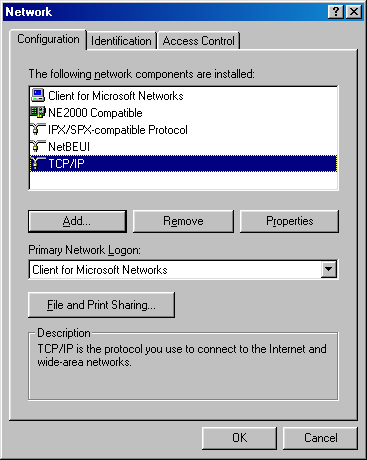 Network
Configuration Identification Access Control
The following network components are installed:
Client for Microsoft Networks
NE2000 Compatible
IPX/SPX-compatible Protocol
NetBEUI
TCP/IP
Add... Remove Properties
Primary Network Logon:
Client for Microsoft Networks
File and Print Sharing...
Description
TCP/IP is the protocol you use to connect to the Internet and
wide-area networks.
OK Cancel